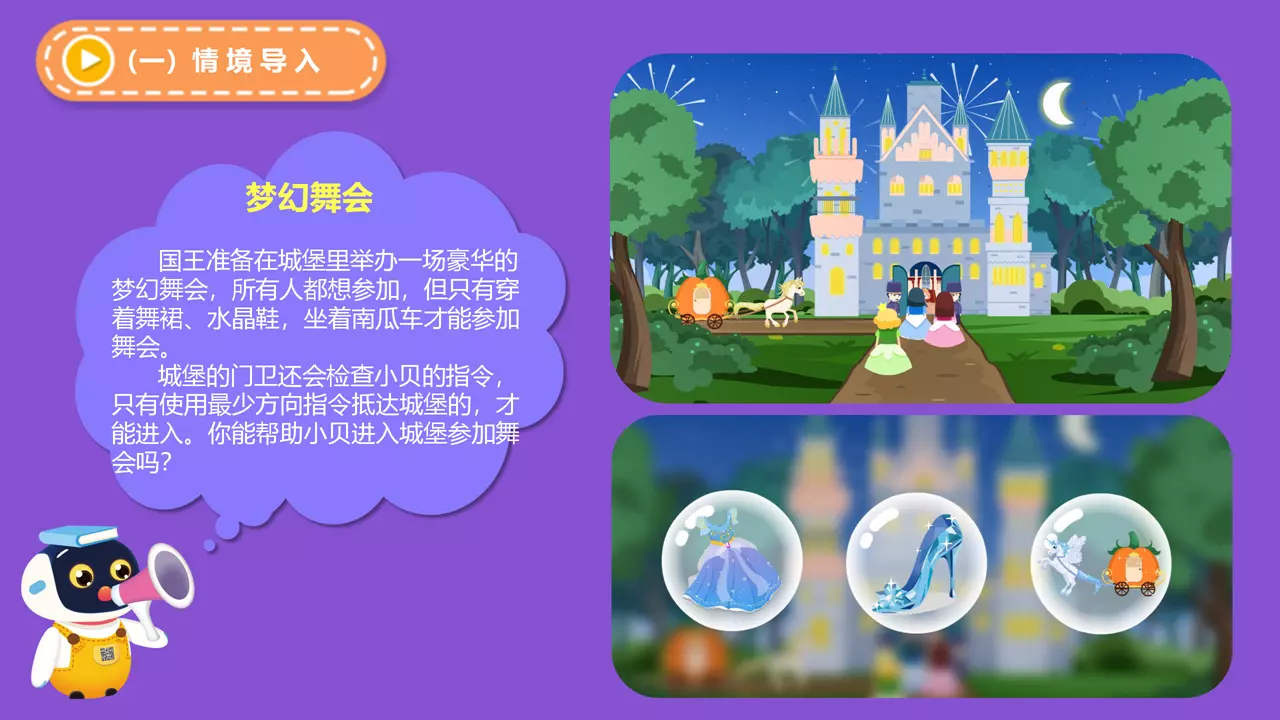 (一) 情境导入
梦幻舞会
国王准备在城堡里举办一场豪华的
梦幻舞会，所有人都想参加，但只有穿
着舞裙、水晶鞋，坐着南瓜车才能参加
舞会。
城堡的门卫还会检查小贝的指令，
只有使用最少方向指令抵达城堡的，才
能进入。你能帮助小贝进入城堡参加舞
会吗？